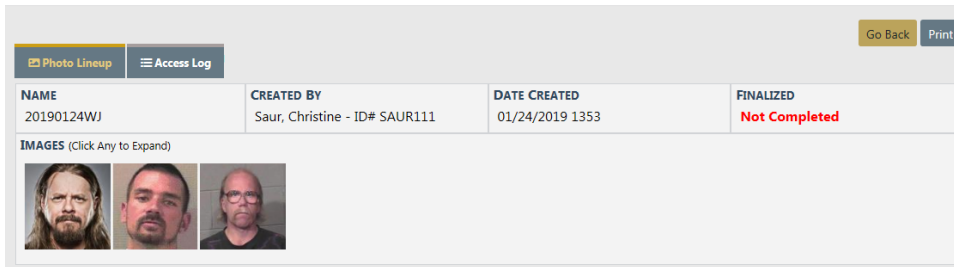 Go Back Print
Photo Lineup Access Log
NAME CREATED BY DATE CREATED FINALIZED
20190124WJ Saur, Christine - ID# SAUR111 01/24/2019 1353 Not Completed
IMAGES (Click Any to Expand)